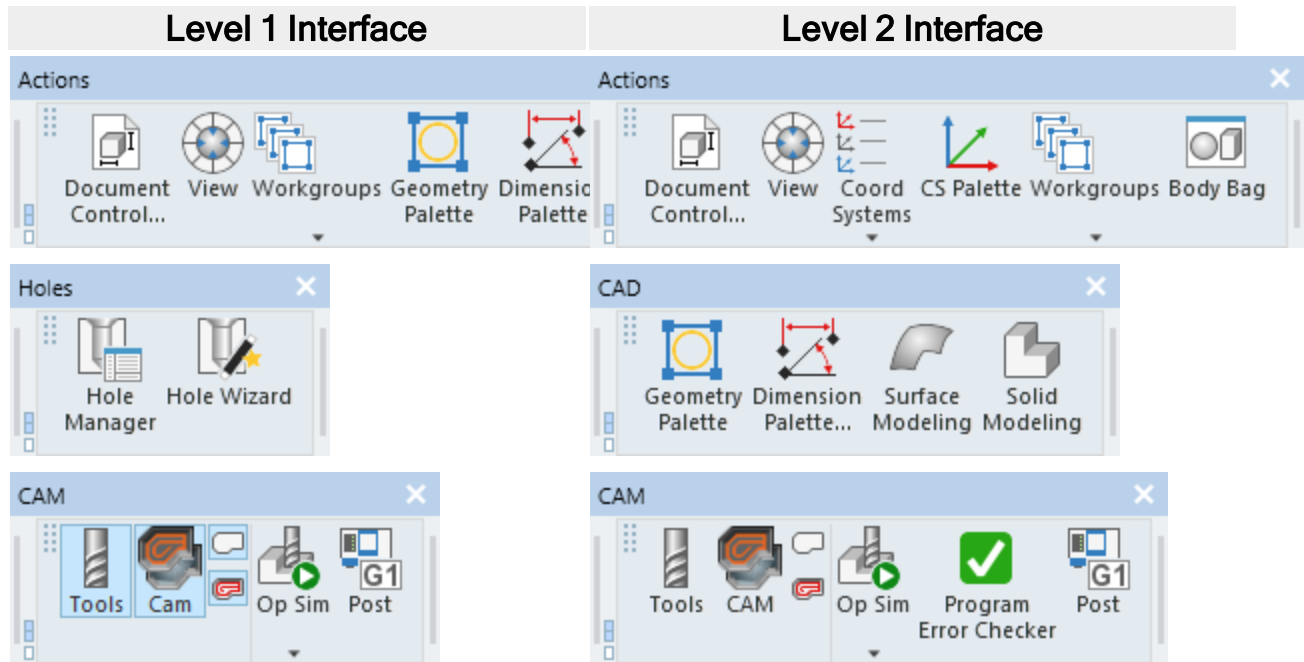 Level 1 Interface
Level 2 Interface
Actions
Document
Control...
View
Workgroups
Geometry
Palette
Dimensio
Palette
Actions
Document
Control...
View
Coord
Systems
CS Palette
Workgroups
Body Bag
Holes
Hole
Manager
Hole Wizard
CAD
Geometry
Palette
Dimension
Palette...
Surface
Modeling
Solid
Modeling
CAM
Tools
Cam
Op Sim
G1
Post
CAM
Tools
CAM
Op Sim
Program
Error Checker
G1
Post